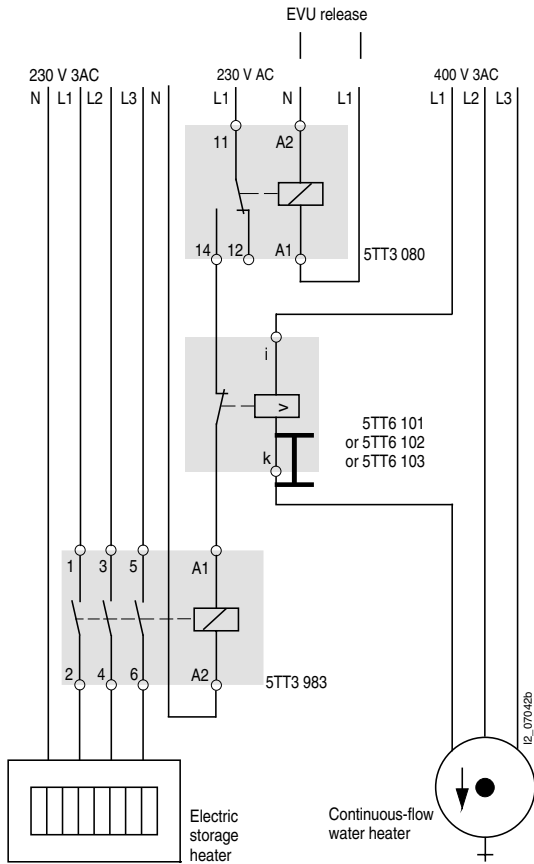 EVU release
230 V 3AC
230 V AC
400 V 3AC
N L1 L2 L3 N
L1 N L1
L1 L2 L3
11 A2
14 12 A1
5TT3 080
i
>
5TT6 101
or 5TT6 102
or 5TT6 103
k
1 3 5 A1
2 4 6 A2
5TT3 983
I2_07042b
Electric
storage
heater
Continuous-flow
water heater